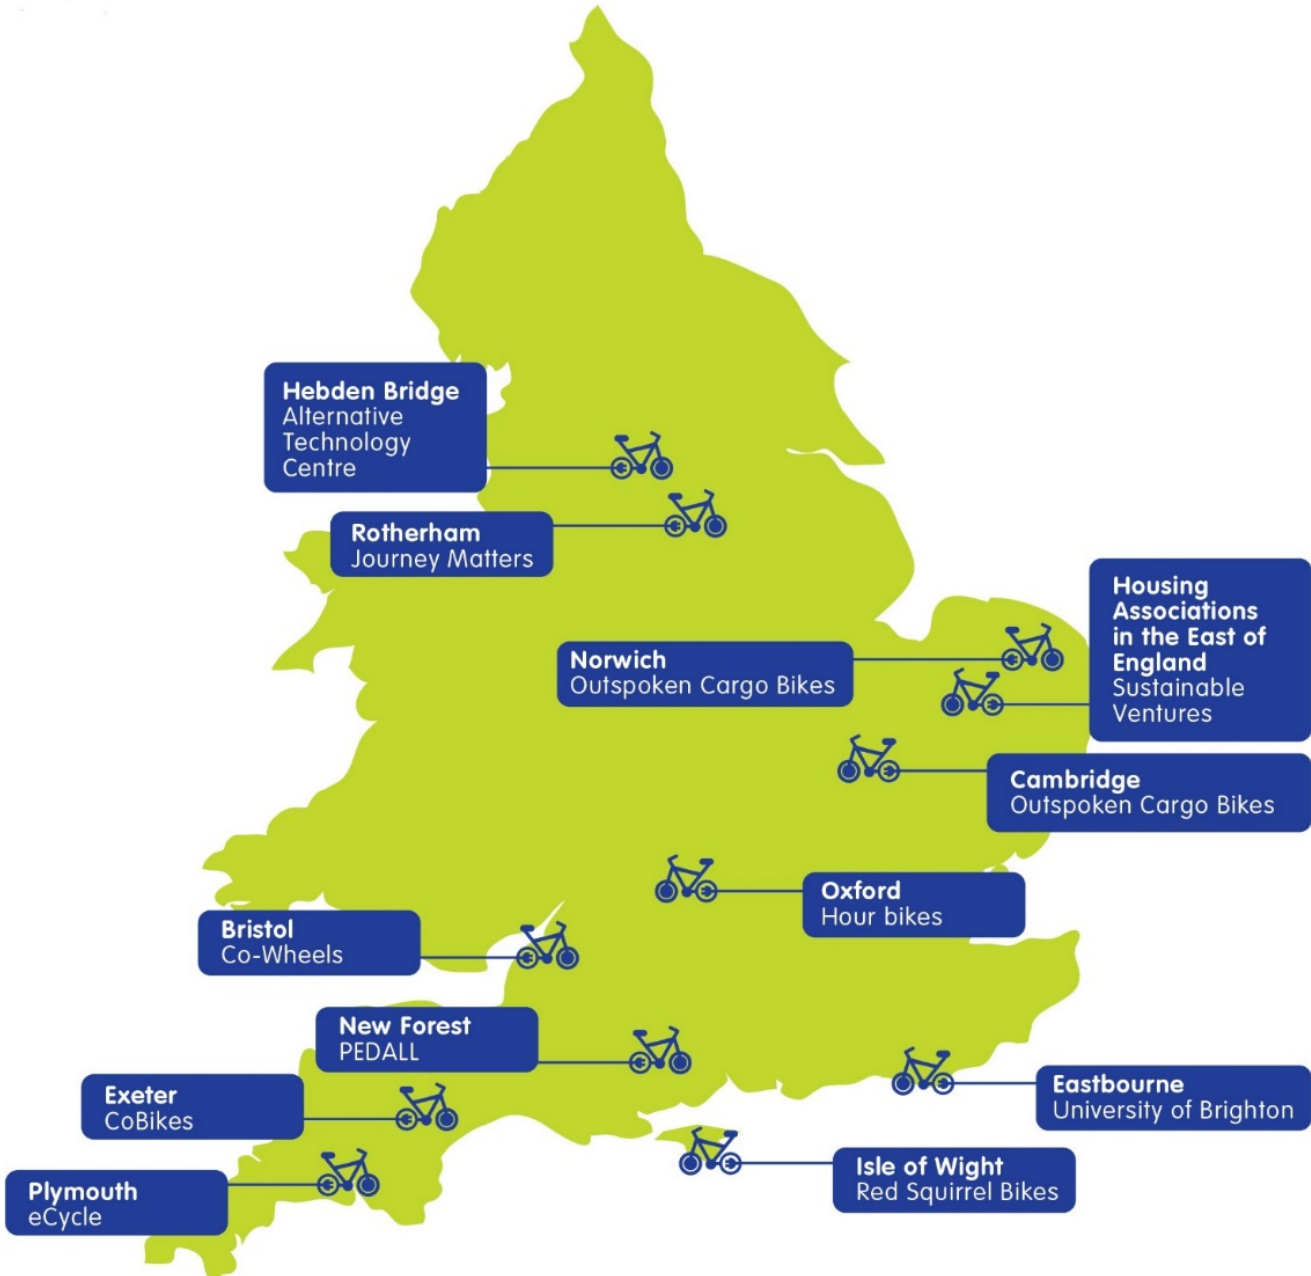 Hebden Bridge
Alternative
Technology
Centre
Rotherham
Journey Matters
Housing
Associations
in the East of
England
Sustainable
Ventures
Norwich
Outspoken Cargo Bikes
Cambridge
Outspoken Cargo Bikes
Oxford
Hour bikes
Bristol
Co-Wheels
New Forest
PEDALL
Eastbourne
University of Brighton
Exeter
CoBikes
Isle of Wight
Red Squirrel Bikes
Plymouth
eCycle